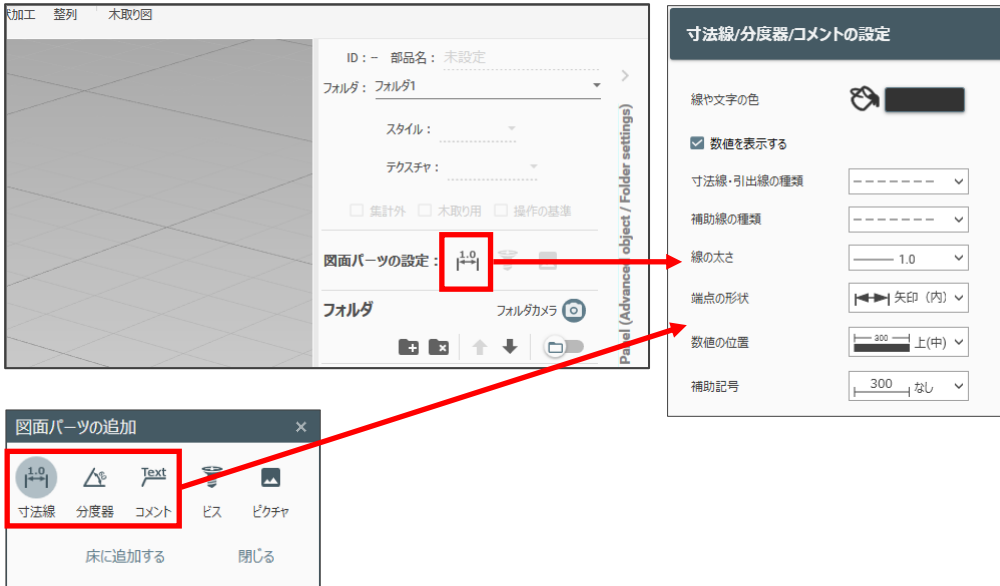 状加工 整列 木取り図
ID：− 部品名： 未設定
フォルダ： フォルダ1
スタイル：
テクスチャ：
集計外 木取り用 操作の基準
図面パーツの設定： 1.0
フォルダ フォルダカメラ
Panel (Advanced object / Folder settings)
寸法線/分度器/コメントの設定
線や文字の色
数値を表示する
寸法線・引出線の種類
補助線の種類
線の太さ 1.0
端点の形状 矢印（内）
数値の位置 300 上(中)
補助記号 300 なし
図面パーツの追加 ×
1.0 Text
寸法線 分度器 コメント ビス ピクチャ
床に追加する 閉じる